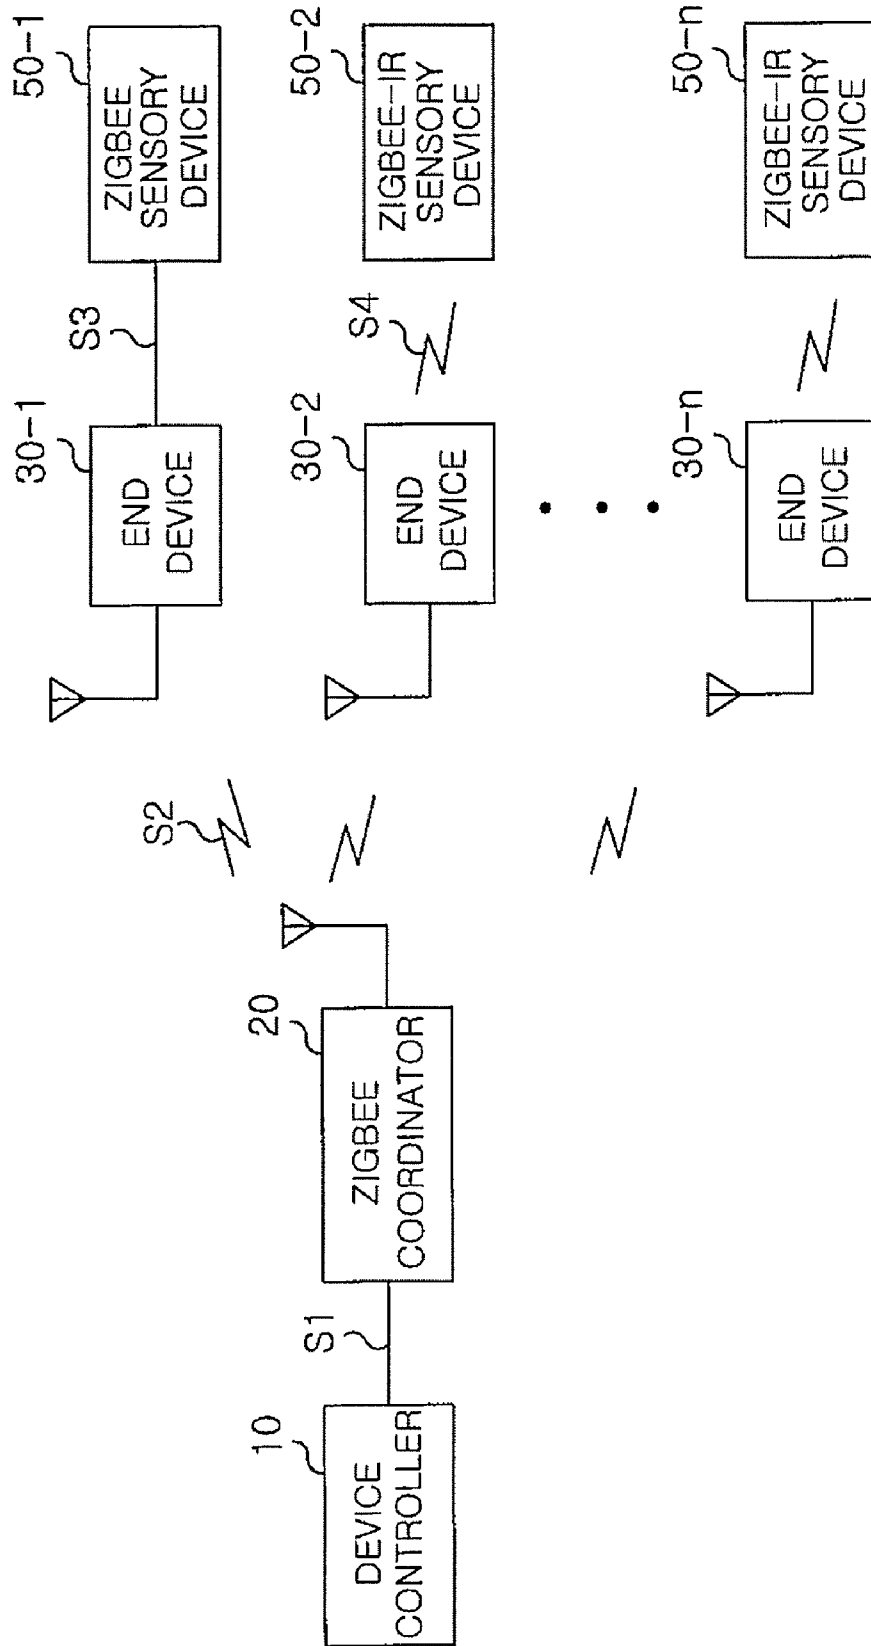 10
DEVICE
CONTROLLER
S1
20
ZIGBEE
COORDINATOR
S2
30-1
END
DEVICE
S3
50-1
ZIGBEE
SENSORY
DEVICE
30-2
END
DEVICE
S4
50-2
ZIGBEE-IR
SENSORY
DEVICE
30-n
END
DEVICE
50-n
ZIGBEE-IR
SENSORY
DEVICE